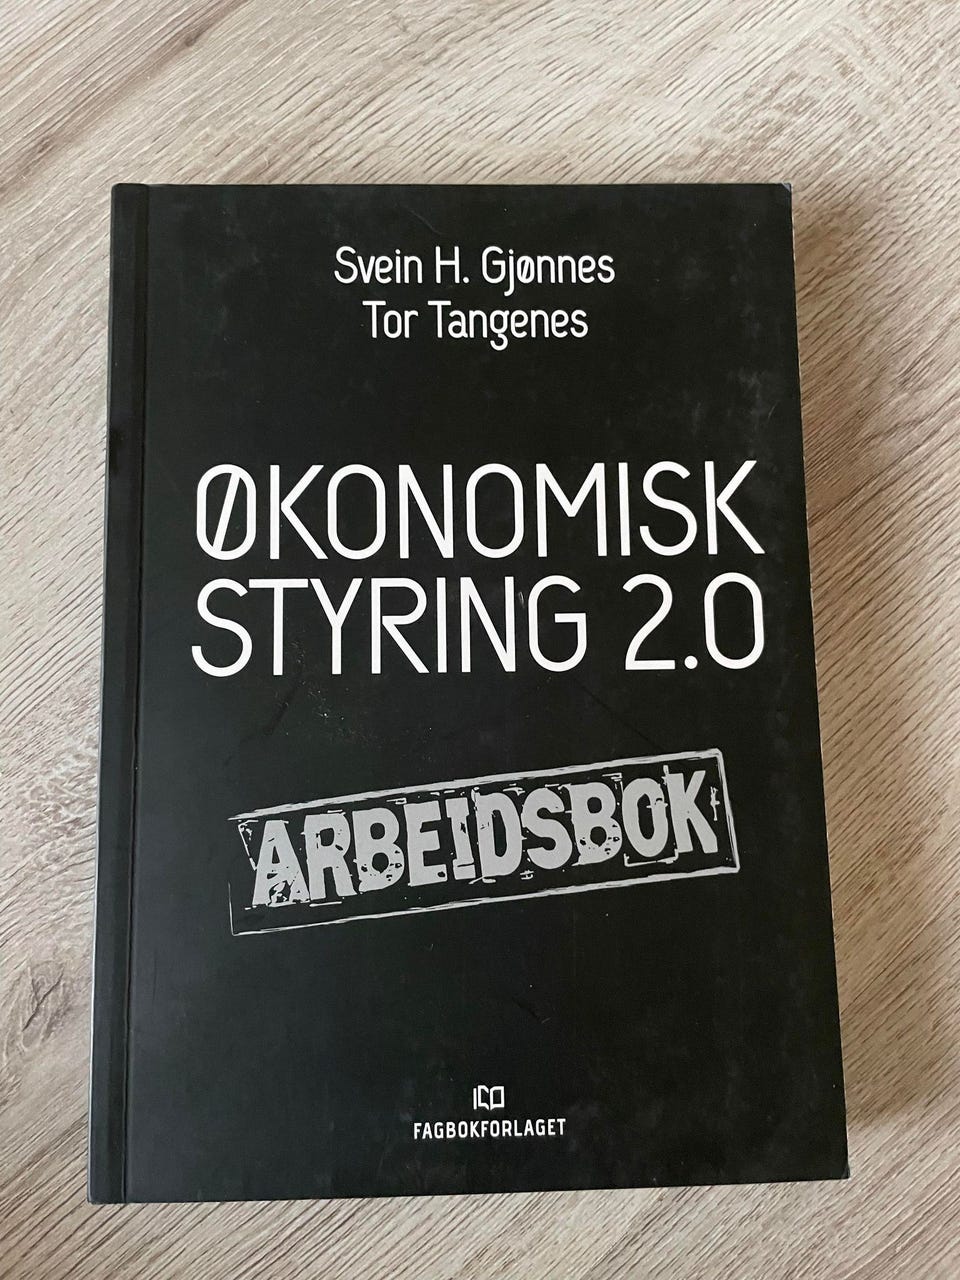 Svein H. Gjønnes
Tor Tangenes
ØKONOMISK
STYRING 2.0
ARBEIDSBOK
FAGBOKFORLAGET